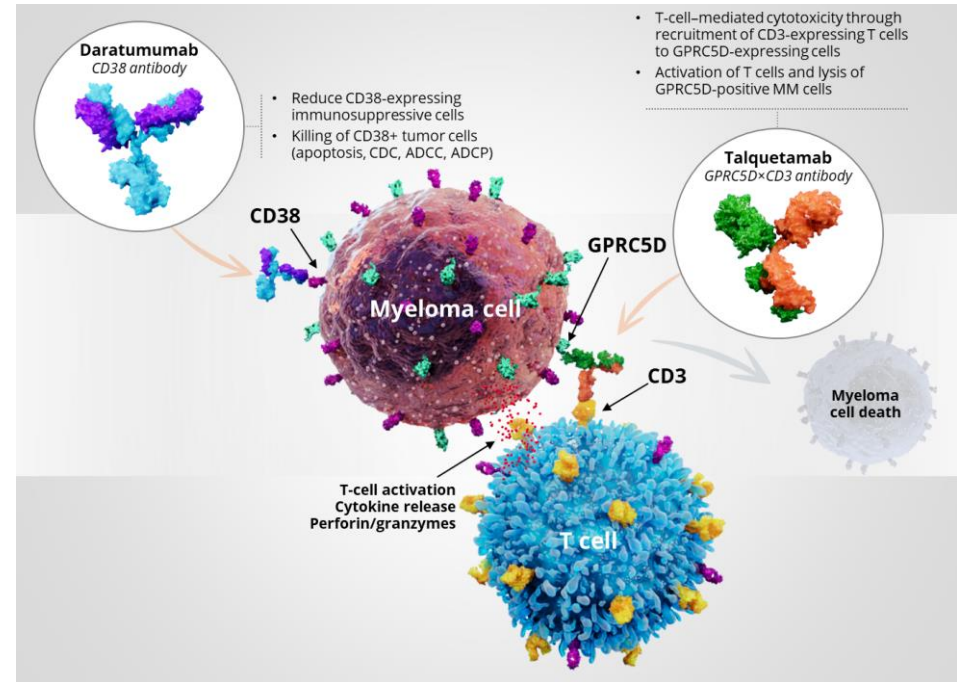 Daratumumab
CD38 antibody
• Reduce CD38-expressing
immunosuppressive cells
• Killing of CD38+ tumor cells
(apoptosis, CDC, ADCC, ADCP)
• T-cell–mediated cytotoxicity through
recruitment of CD3-expressing T cells
to GPRC5D-expressing cells
• Activation of T cells and lysis of
GPRC5D-positive MM cells
Talquetamab
GPRC5D×CD3 antibody
CD38
GPRC5D
Myeloma cell
CD3
Myeloma
cell death
T-cell activation
Cytokine release
Perforin/granzymes
T cell